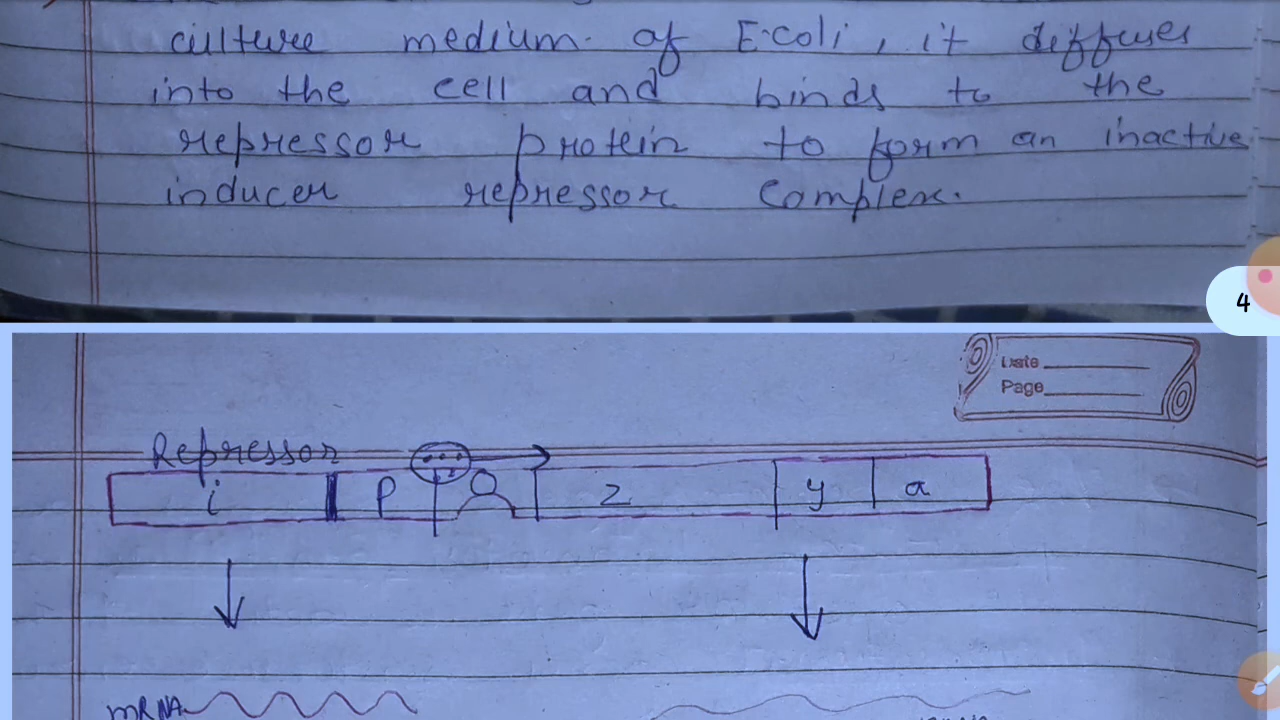 culture medium. of E.coli, it diffuses
into the cell and binds to the
repressor protein to form an inactive
inducer repressor complex.
4
Date
Page
Repressor
i P O z y a
mRNA